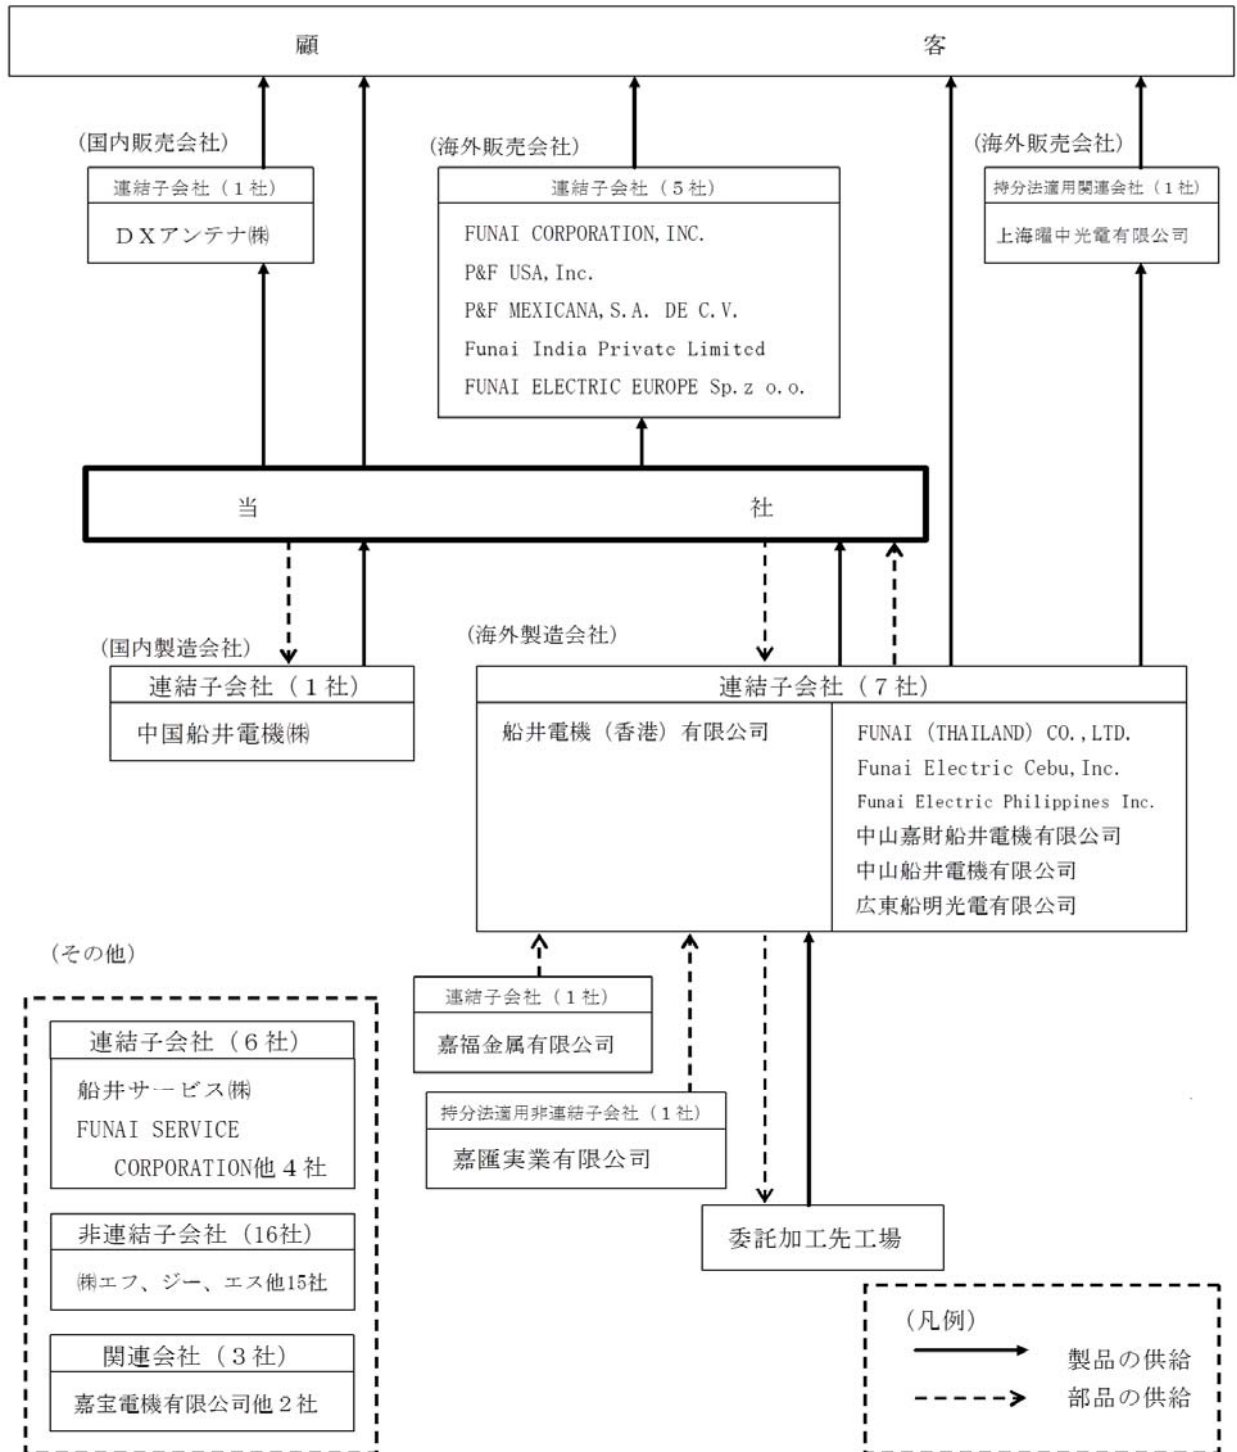 顧 客
(国内販売会社)
連結子会社(1社)
DXアンテナ㈱
(海外販売会社)
連結子会社(5社)
FUNAI CORPORATION,INC.
P&F USA,Inc.
P&F MEXICANA,S.A. DE C.V.
Funai India Private Limited
FUNAI ELECTRIC EUROPE Sp.z o.o.
(海外販売会社)
持分法適用関連会社(1社)
上海曜中光電有限公司
当 社
(国内製造会社)
連結子会社(1社)
中国船井電機㈱
(海外製造会社)
連結子会社(7社)
船井電機(香港)有限公司
FUNAI (THAILAND) CO.,LTD.
Funai Electric Cebu,Inc.
Funai Electric Philippines Inc.
中山嘉財船井電機有限公司
中山船井電機有限公司
広東船明光電有限公司
連結子会社(1社)
嘉福金属有限公司
持分法適用非連結子会社(1社)
嘉匯実業有限公司
委託加工先工場
(その他)
連結子会社(6社)
船井サービス㈱
FUNAI SERVICE
CORPORATION他4社
非連結子会社(16社)
㈱エフ、ジー、エス他15社
関連会社(3社)
嘉宝電機有限公司他2社
(凡例)
製品の供給
部品の供給